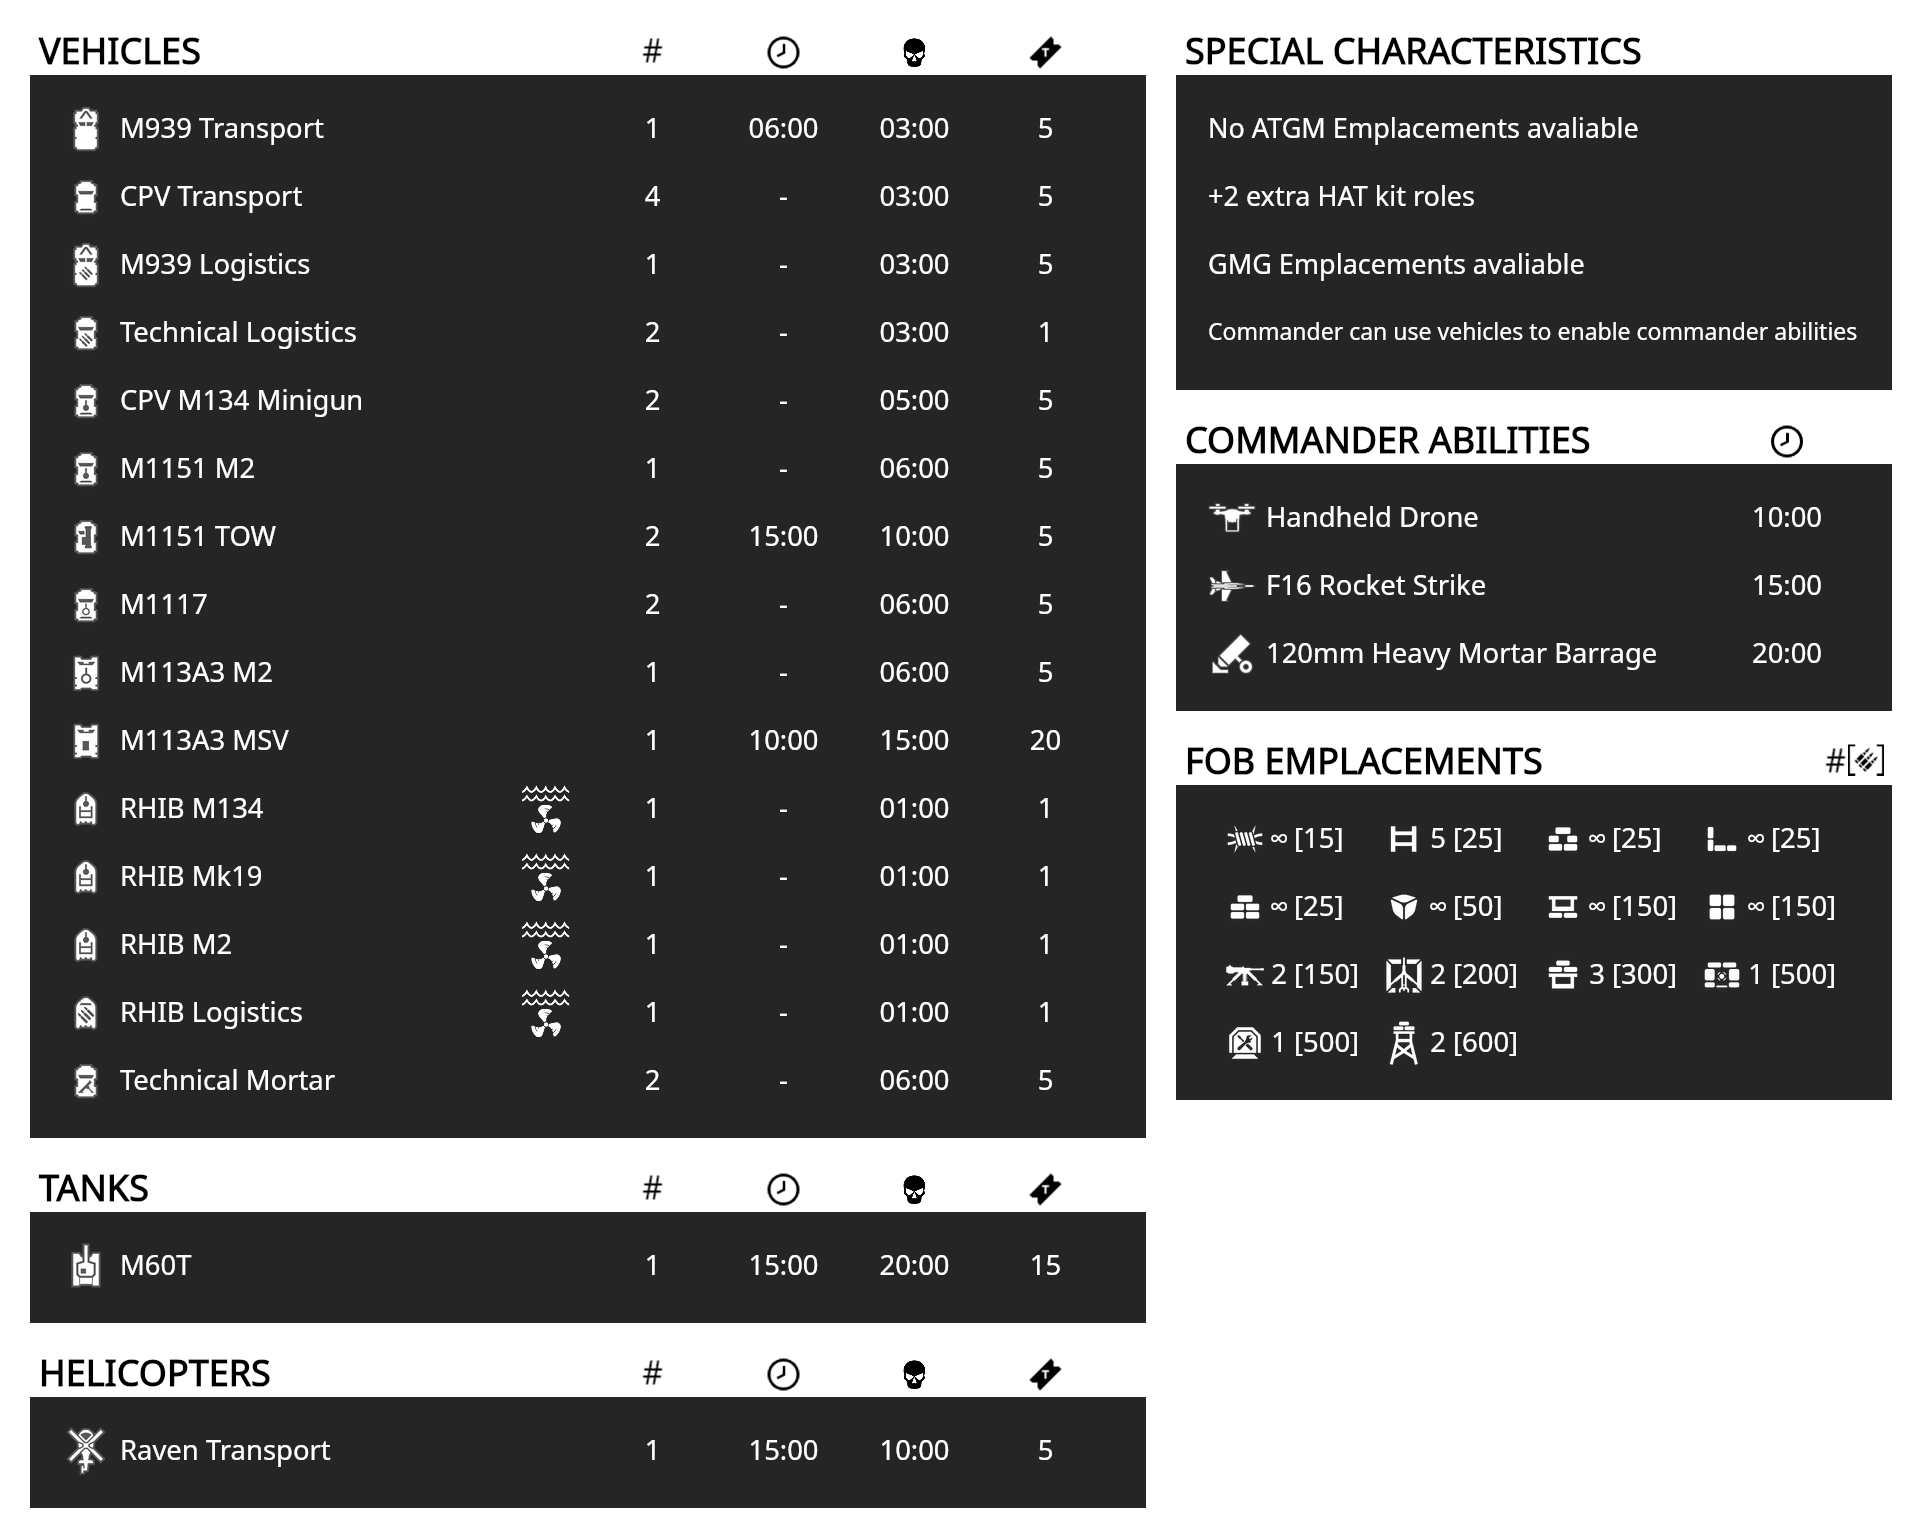 VEHICLES #
M939 Transport 1 06:00 03:00 5
CPV Transport 4 - 03:00 5
M939 Logistics 1 - 03:00 5
Technical Logistics 2 - 03:00 1
CPV M134 Minigun 2 - 05:00 5
M1151 M2 1 - 06:00 5
M1151 TOW 2 15:00 10:00 5
M1117 2 - 06:00 5
M113A3 M2 1 - 06:00 5
M113A3 MSV 1 10:00 15:00 20
RHIB M134 1 - 01:00 1
RHIB Mk19 1 - 01:00 1
RHIB M2 1 - 01:00 1
RHIB Logistics 1 - 01:00 1
Technical Mortar 2 - 06:00 5
TANKS #
M60T 1 15:00 20:00 15
HELICOPTERS #
Raven Transport 1 15:00 10:00 5
SPECIAL CHARACTERISTICS
No ATGM Emplacements avaliable
+2 extra HAT kit roles
GMG Emplacements avaliable
Commander can use vehicles to enable commander abilities
COMMANDER ABILITIES
Handheld Drone 10:00
F16 Rocket Strike 15:00
120mm Heavy Mortar Barrage 20:00
FOB EMPLACEMENTS #[]
∞ [15] 5 [25] ∞ [25] ∞ [25]
∞ [25] ∞ [50] ∞ [150] ∞ [150]
2 [150] 2 [200] 3 [300] 1 [500]
1 [500] 2 [600]